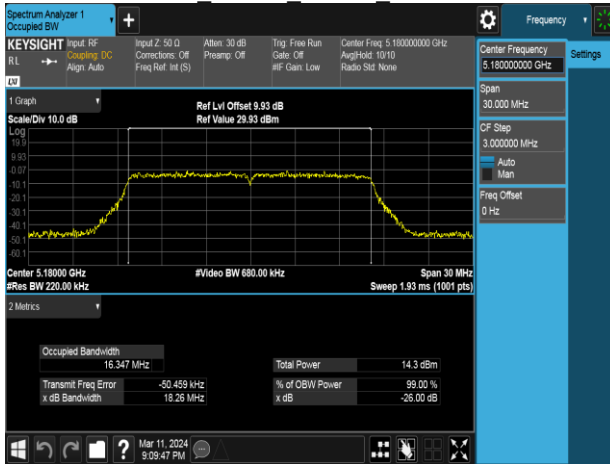 Spectrum Analyzer 1
Occupied BW
Frequency
KEYSIGHT
RL
LXI
Input: RF
Coupling: DC
Align: Auto
Input Z: 50 Ω
Corrections: Off
Freq Ref: Int (S)
Atten: 30 dB
Preamp: Off
Trig: Free Run
Gate: Off
#IF Gain: Low
Center Freq: 5.180000000 GHz
Avg|Hold: 10/10
Radio Std: None
Center Frequency
5.180000000 GHz
Settings
Span
30.000 MHz
CF Step
3.000000 MHz
Auto
Man
Freq Offset
0 Hz
1 Graph
Scale/Div 10.0 dB
Ref Lvl Offset 9.93 dB
Ref Value 29.93 dBm
Log
19.9
9.93
-0.07
-10.1
-20.1
-30.1
-40.1
-50.1
-60.1
Center 5.18000 GHz
#Video BW 680.00 kHz
Span 30 MHz
#Res BW 220.00 kHz
Sweep 1.93 ms (1001 pts)
2 Metrics
Occupied Bandwidth
16.347 MHz
Total Power 14.3 dBm
Transmit Freq Error -50.459 kHz
% of OBW Power 99.00 %
x dB Bandwidth 18.26 MHz
x dB -26.00 dB
?
Mar 11, 2024
9:09:47 PM